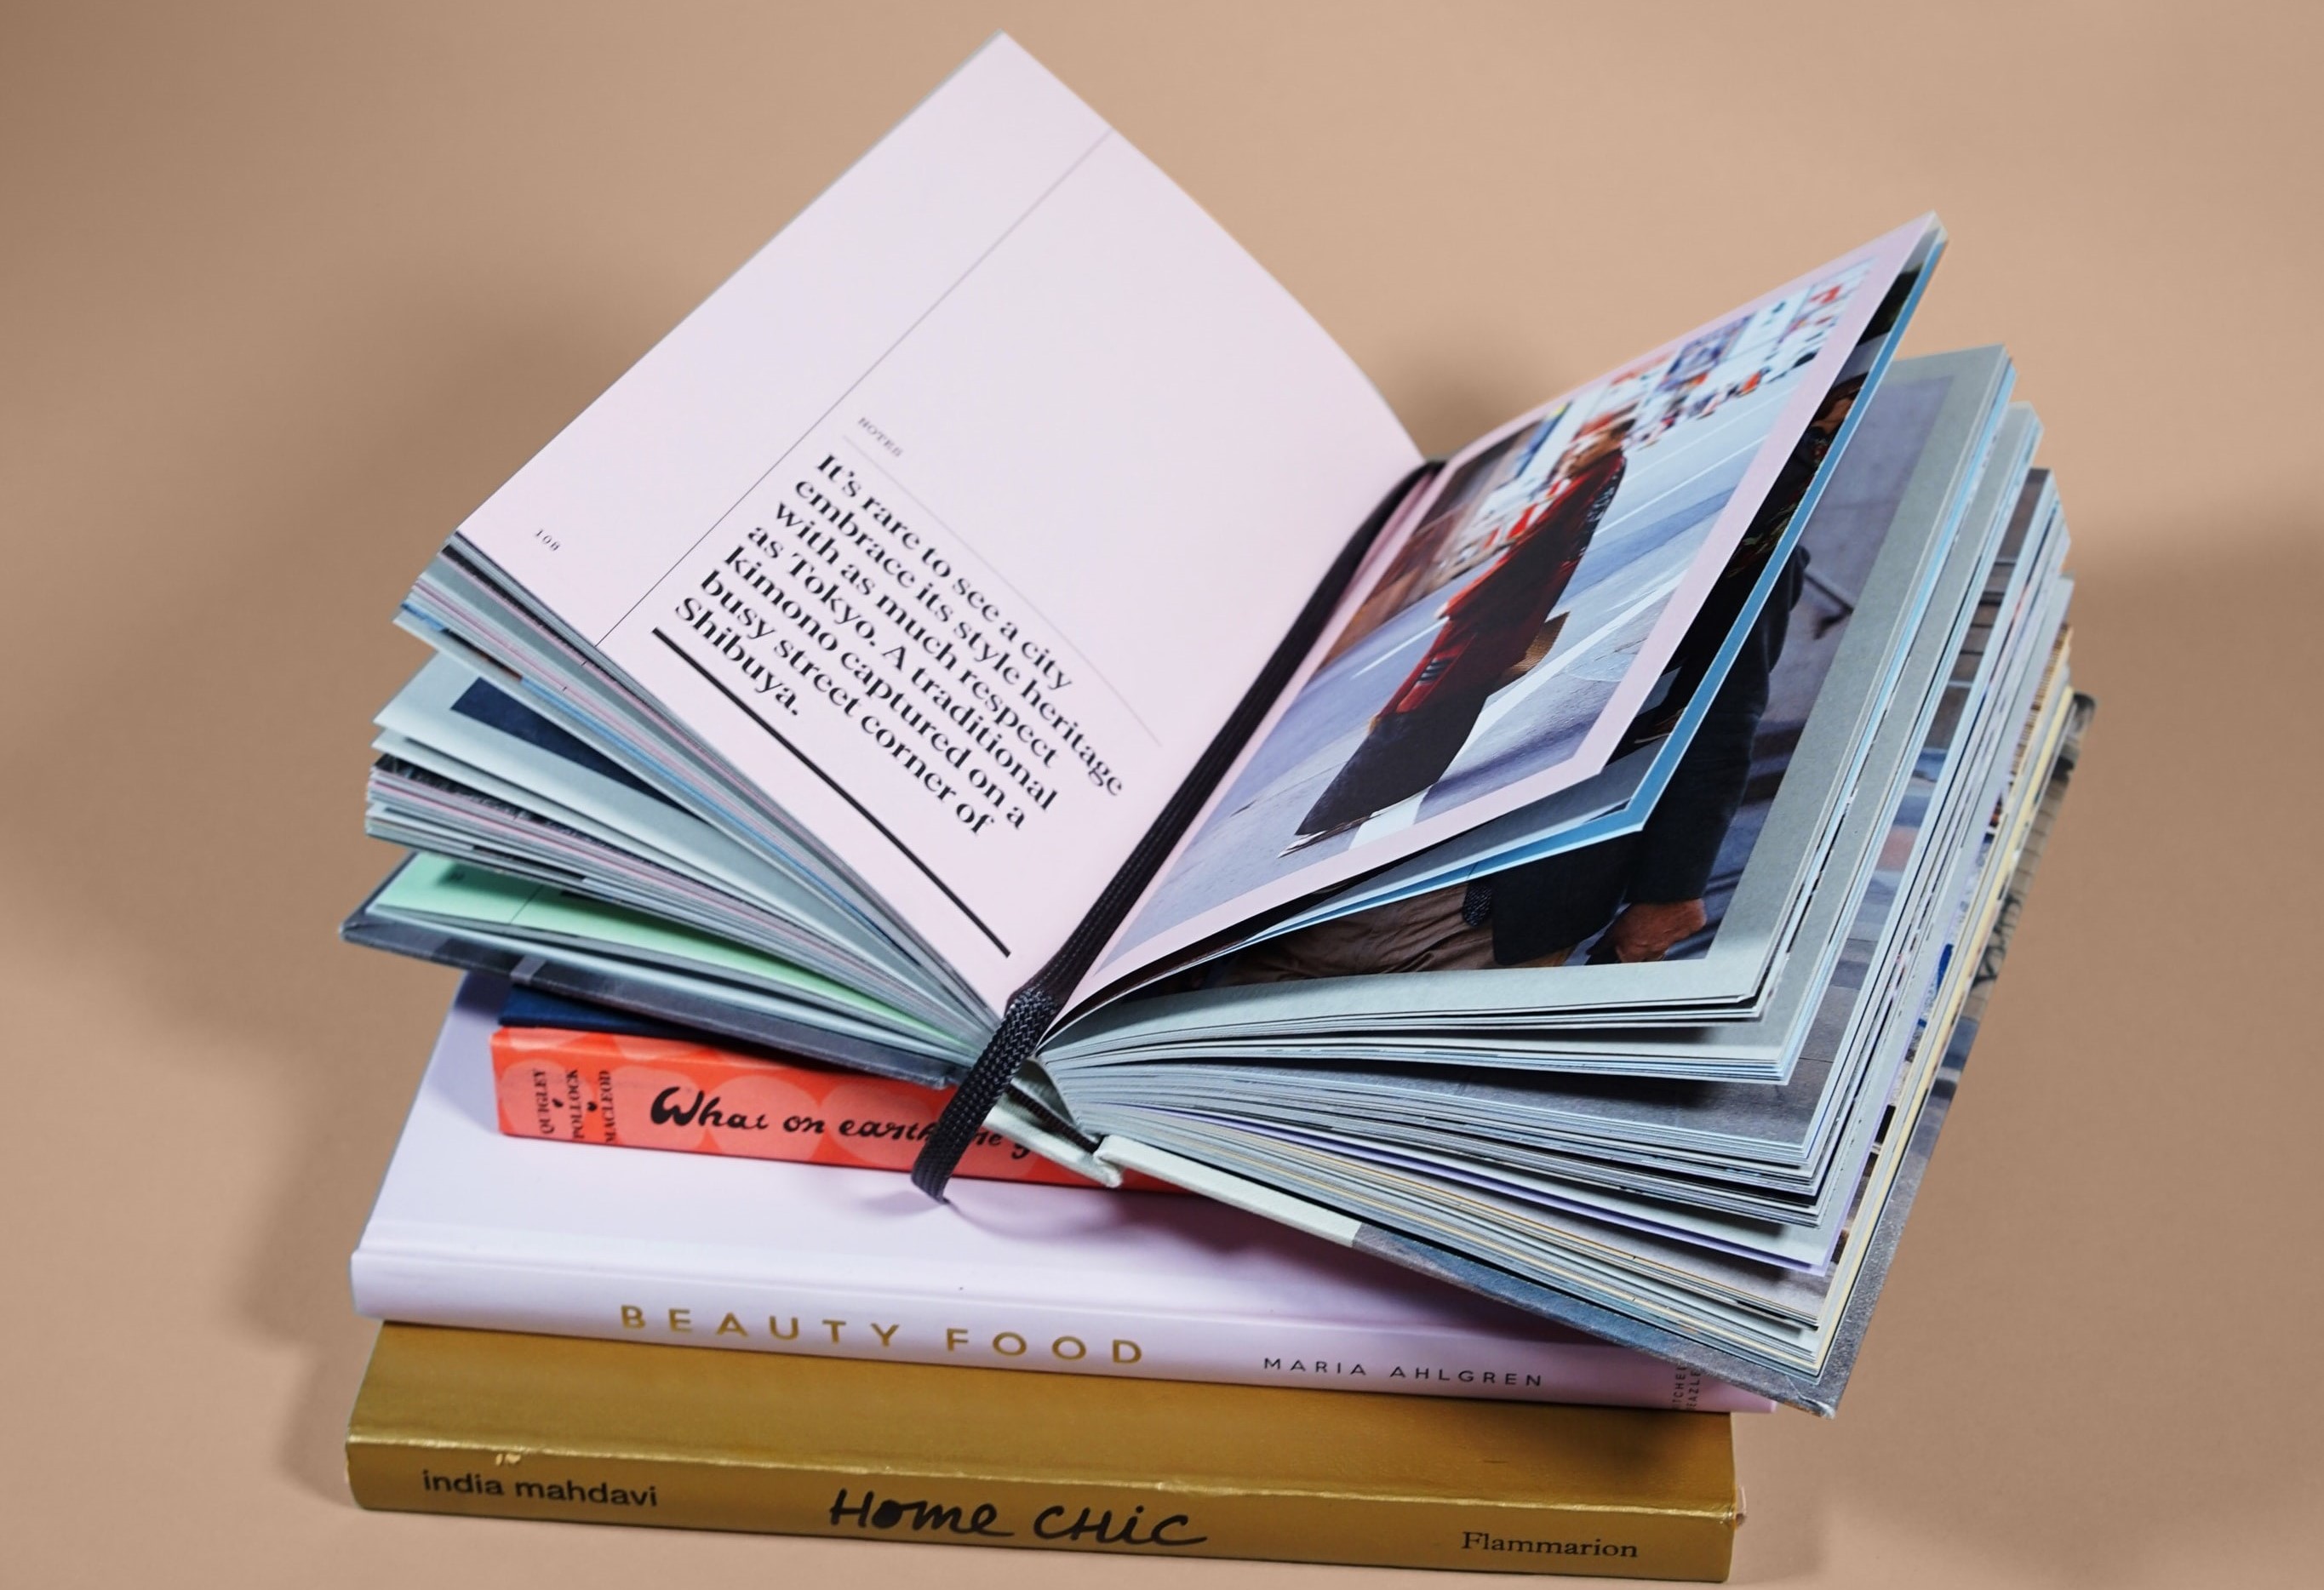 NOTES
It's rare to see a city
embrace its style heritage
with as much respect
as Tokyo. A traditional
kimono captured on a
busy street corner of
Shibuya.
100
QUIGLEY
POLLOCK
MACLEOD
What on earth
BEAUTY FOOD
MARIA AHLGREN
india mahdavi
Home CHiC
Flammarion